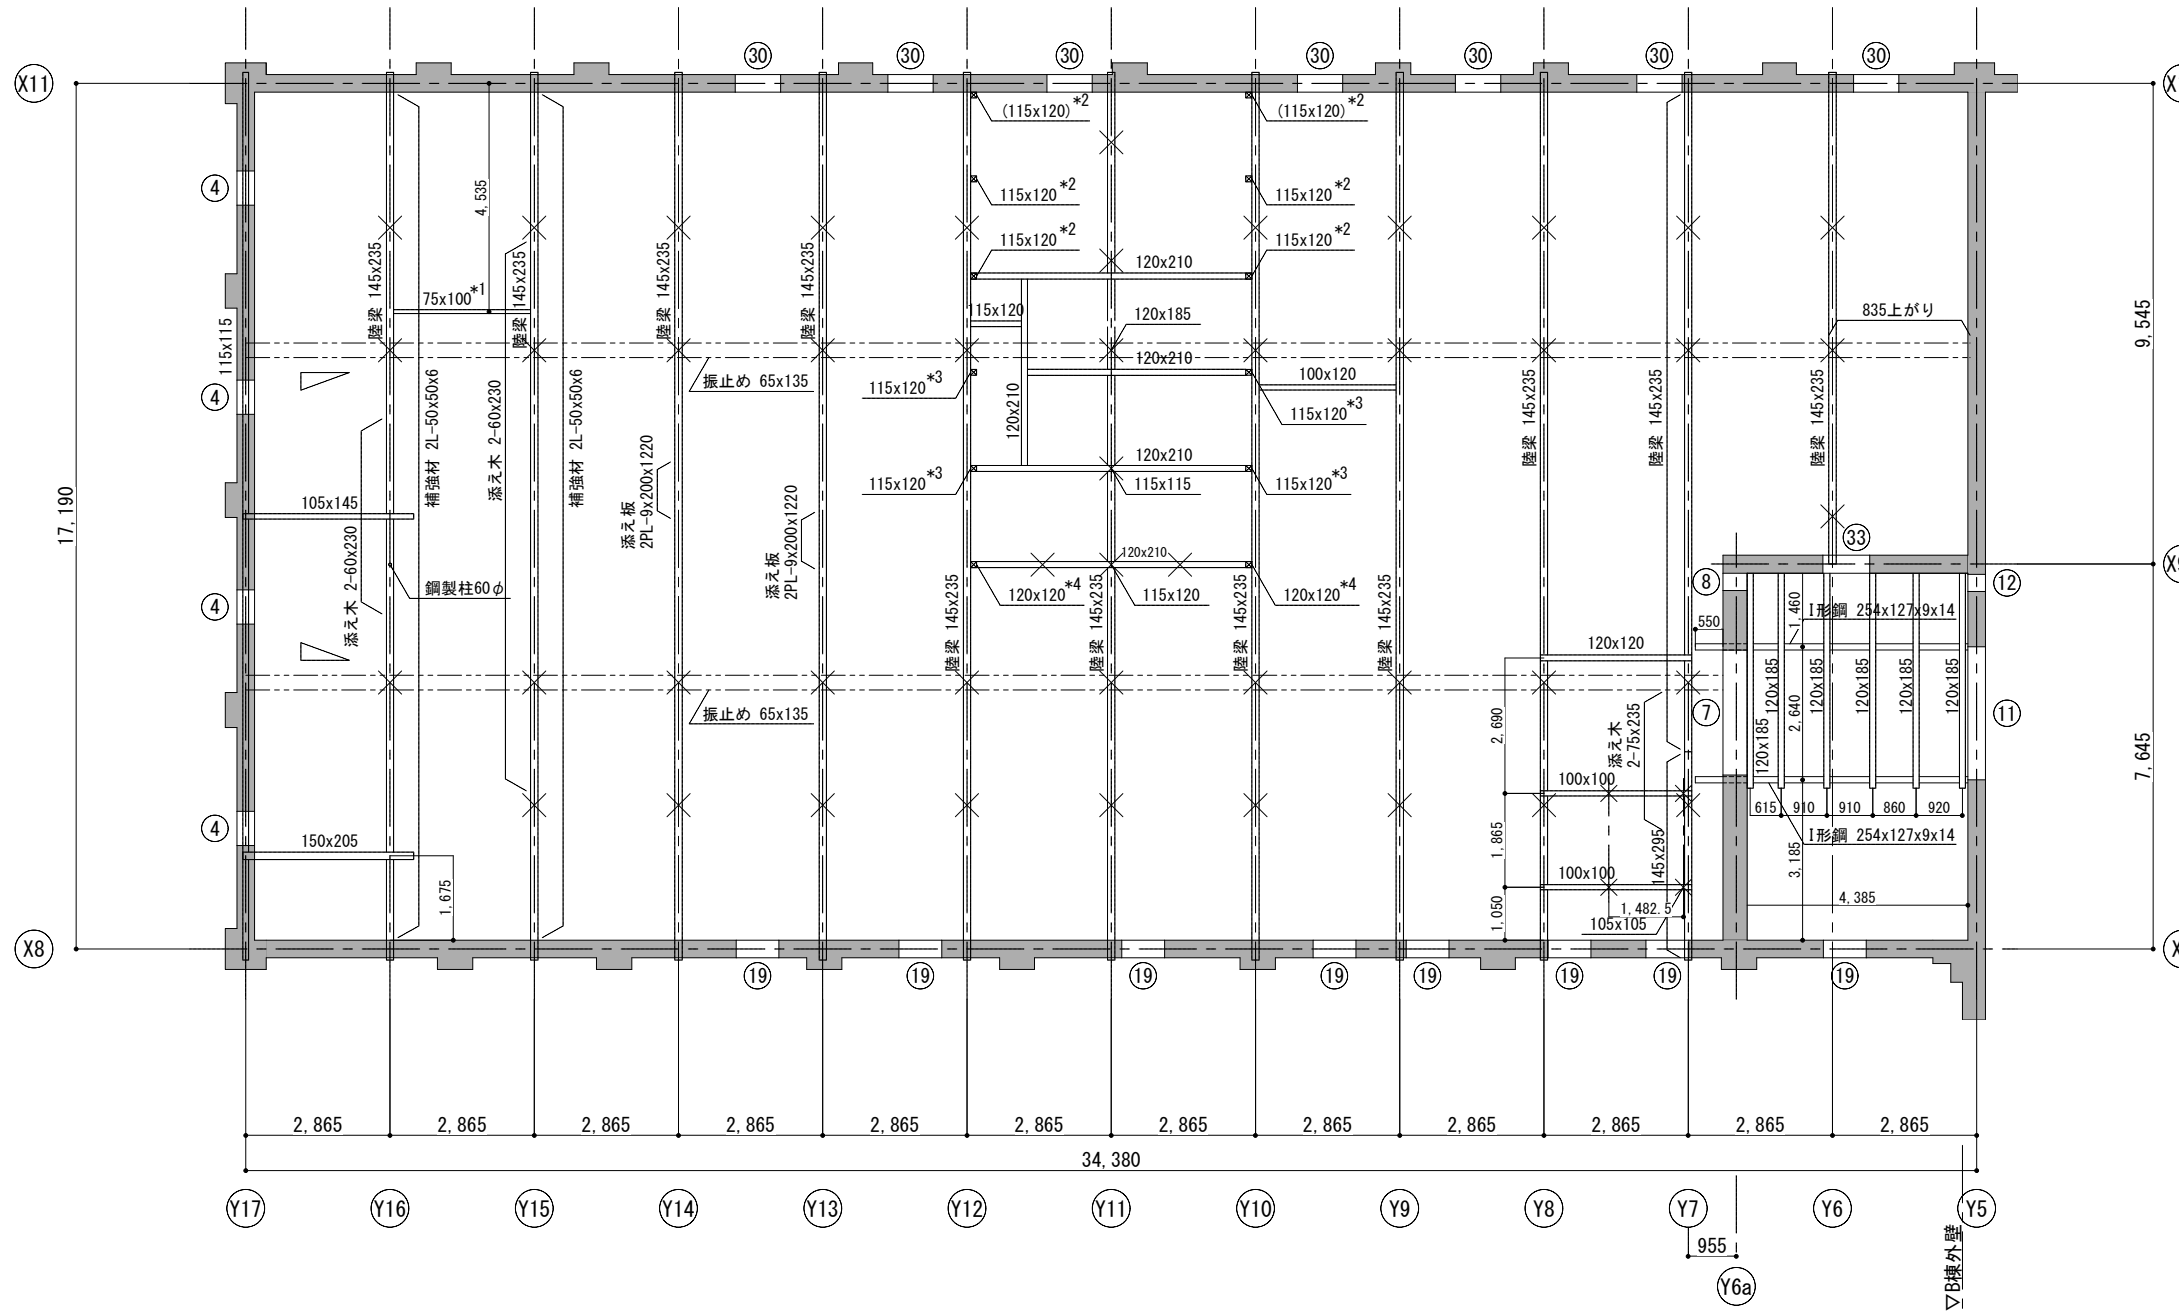 30
30
30
30
30
30
30
X11
(115x120)*2
(115x120)*2
4
4,535
115x120*2
115x120*2
115x120*2
115x120*2
120x210
陸梁 145x235
陸梁 145x235
陸梁 145x235
陸梁 145x235
75x100*1
115x120
120x185
835上がり
9,545
115x115
120x210
振止め 65x135
115x120*3
100x120
4
120x210
115x120*3
陸梁 145x235
陸梁 145x235
陸梁 145x235
補強材 2L-50x50x6
添え木 2-60x230
補強材 2L-50x50x6
添え板
2PL-9x200x1220
添え板
2PL-9x200x1220
120x210
115x120*3
115x115
115x120*3
17,190
105x145
添え木 2-60x230
33
120x210
鋼製柱60φ
120x120*4
115x120
120x120*4
8
12
4
陸梁 145x235
陸梁 145x235
陸梁 145x235
陸梁 145x235
1,460
I形鋼 254x127x9x14
550
120x120
120x185
120x185
120x185
120x185
120x185
2,640
振止め 65x135
7
11
2,690
添え木
2-75x235
120x185
7,645
100x100
615
910
910
860
920
4
150x205
1,865
145x295
I形鋼 254x127x9x14
3,185
100x100
1,675
1,050
1,482.5
105x105
4,385
X8
19
19
19
19
19
19
19
19
2,865
2,865
2,865
2,865
2,865
2,865
2,865
2,865
2,865
2,865
2,865
2,865
34,380
Y17
Y16
Y15
Y14
Y13
Y12
Y11
Y10
Y9
Y8
Y7
Y6
Y5
955
Y6a
▽B棟外壁